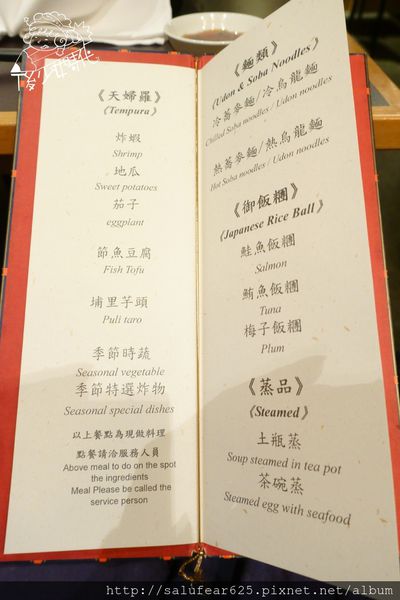 《天婦羅》
《Tempura》
炸蝦
Shrimp
地瓜
Sweet potatoes
茄子
eggplant
節魚豆腐
Fish Tofu
埔里芋頭
Puli taro
季節時蔬
Seasonal vegetable
季節特選炸物
Seasonal special dishes
以上餐點為現做料理
點餐請洽服務人員
Above meal to do on the spot
the ingredients
Meal Please be called the
service person
《麵類》
《Udon & Soba Noodles》
冷蕎麥麵/冷烏龍麵
Chilled Soba noodles / Udon noodles
熱蕎麥麵/熱烏龍麵
Hot Soba noodles / Udon noodles
《御飯糰》
《Japanese Rice Ball》
鮭魚飯糰
Salmon
鮪魚飯糰
Tuna
梅子飯糰
Plum
《蒸品》
《Steamed》
土瓶蒸
Soup steamed in tea pot
茶碗蒸
Steamed egg with seafood
http://salufear625.pixnet.net/album